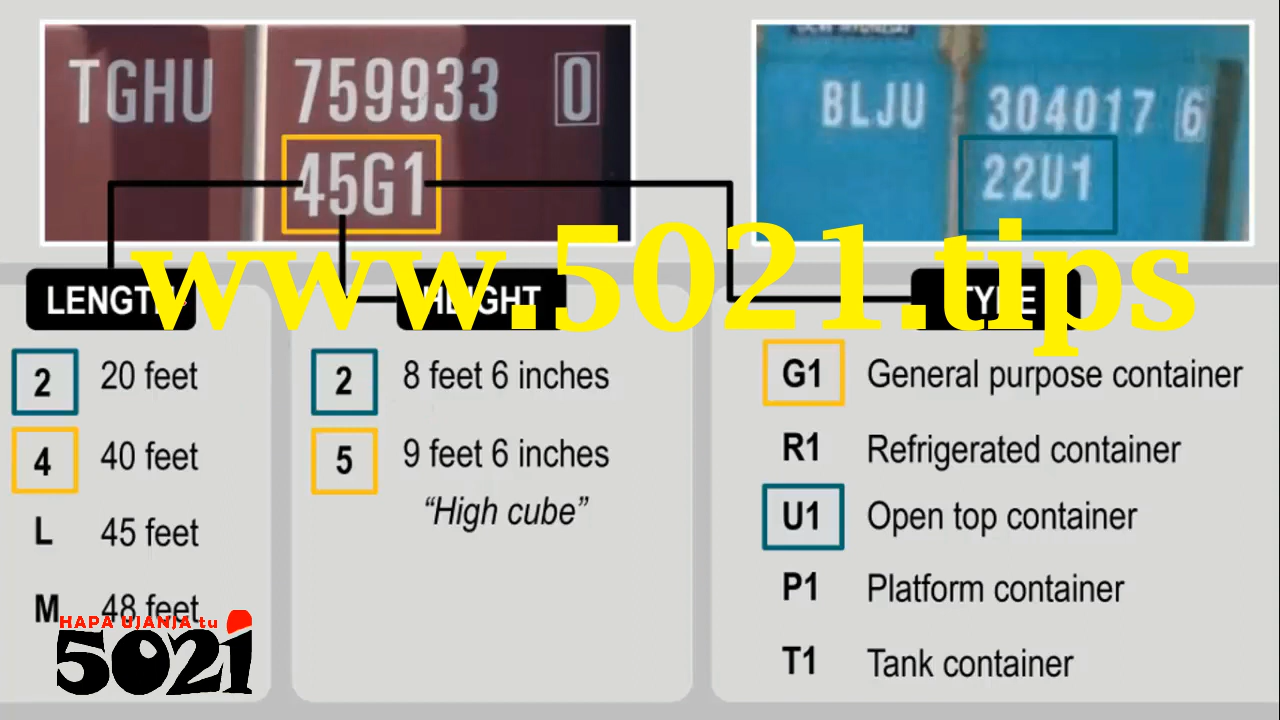 TGHU 759933 0
45G1
BLJU 304017 6
22U1
www.5021.tips
LENGTH
2 20 feet
4 40 feet
L 45 feet
M 48 feet
HEIGHT
2 8 feet 6 inches
5 9 feet 6 inches
“High cube”
TYPE
G1 General purpose container
R1 Refrigerated container
U1 Open top container
P1 Platform container
T1 Tank container
HAPA UJANJA tu
5021